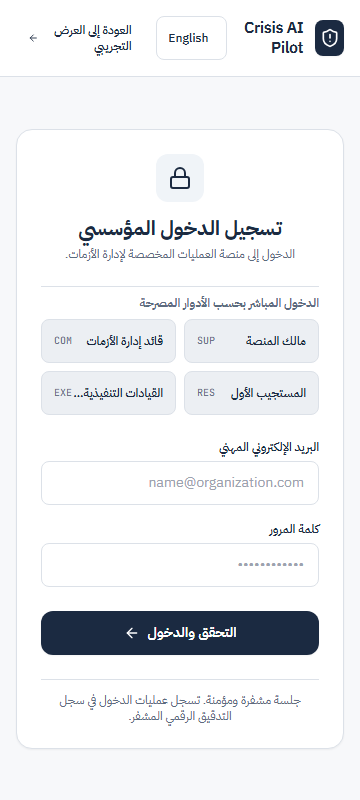 Crisis AI
Pilot
English
العودة إلى العرض
التجريبي
تسجيل الدخول المؤسسي
الدخول إلى منصة العمليات المخصصة لإدارة الأزمات.
الدخول المباشر بحسب الأدوار المصرحة
مالك المنصة SUP
قائد إدارة الأزمات COM
المستجيب الأول RES
القيادات التنفيذية... EXE
البريد الإلكتروني المهني
name@organization.com
كلمة المرور
••••••••••••
التحقق والدخول ←
جلسة مشفرة ومؤمنة. تسجل عمليات الدخول في سجل
التدقيق الرقمي المشفر.